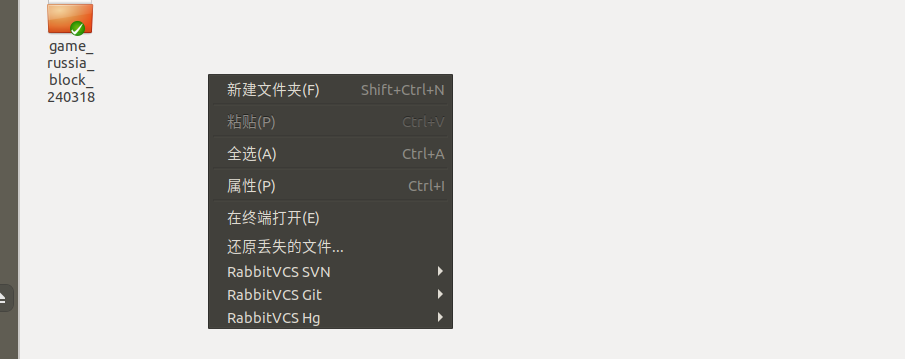 game_
russia_
block_
240318
新建文件夹(F) Shift+Ctrl+N
粘贴(P) Ctrl+V
全选(A) Ctrl+A
属性(P) Ctrl+I
在终端打开(E)
还原丢失的文件...
RabbitVCS SVN
RabbitVCS Git
RabbitVCS Hg